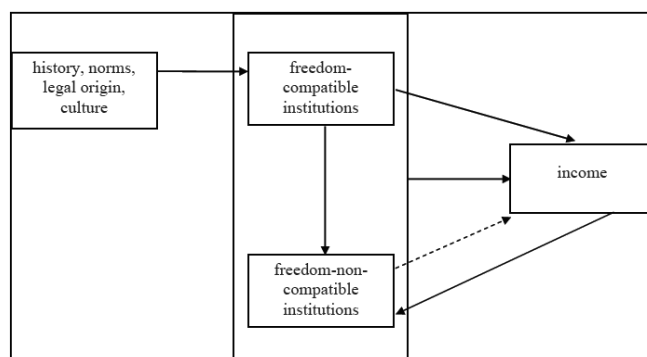 history, norms,
legal origin,
culture
freedom-
compatible
institutions
income
freedom-non-
compatible
institutions